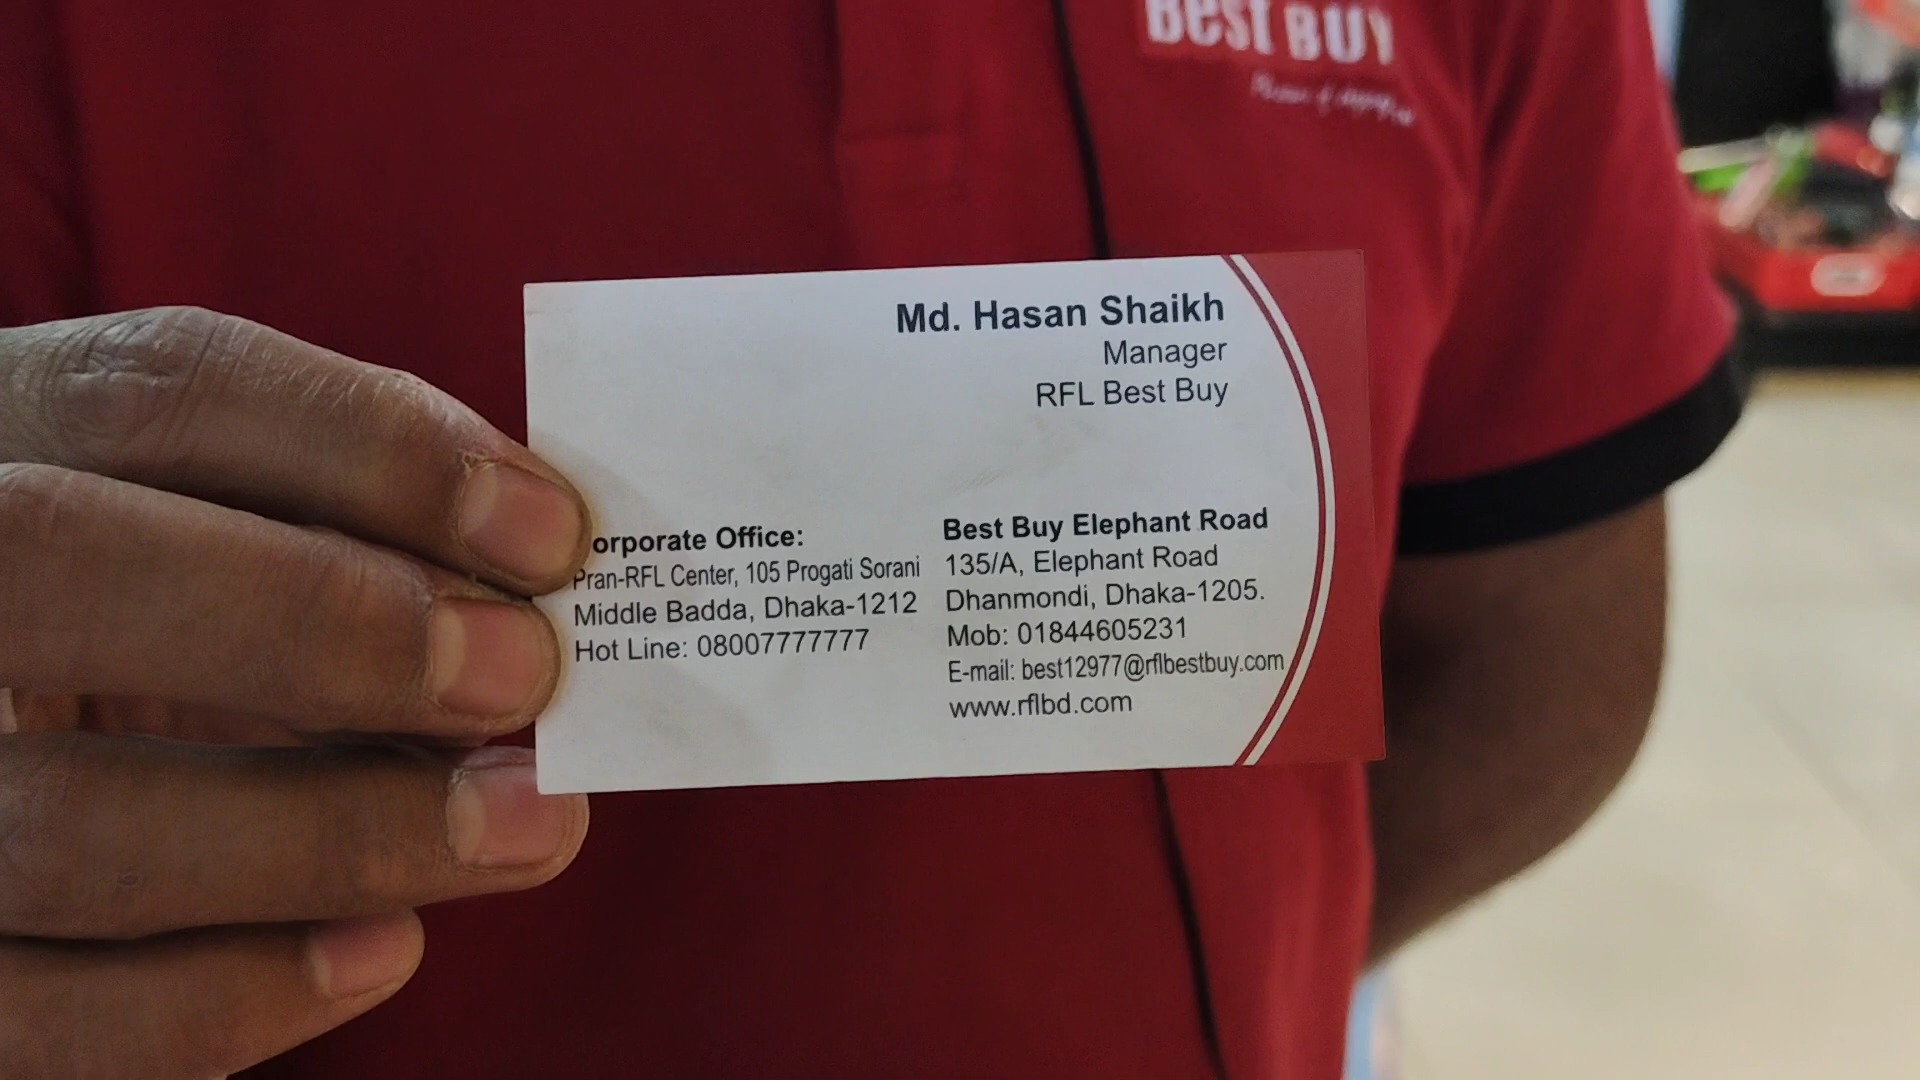 BEST BUY
Md. Hasan Shaikh
Manager
RFL Best Buy
orporate Office:
Pran-RFL Center, 105 Progati Sorani
Middle Badda, Dhaka-1212
Hot Line: 08007777777
Best Buy Elephant Road
135/A, Elephant Road
Dhanmondi, Dhaka-1205.
Mob: 01844605231
E-mail: best12977@rflbestbuy.com
www.rflbd.com